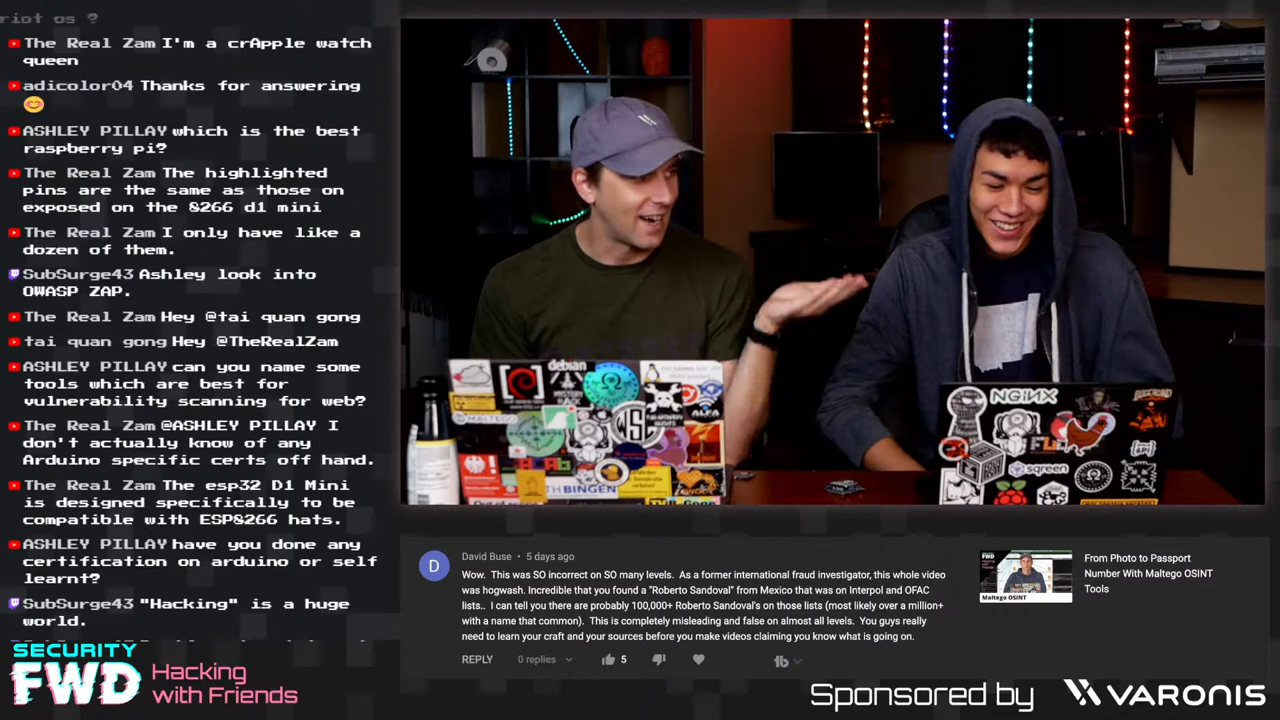 riot os ?
The Real Zam I'm a crApple watch
queen
adicolor04 Thanks for answering
😊
ASHLEY PILLAY which is the best
raspberry pi?
The Real Zam The highlighted
pins are the same as those on
exposed on the 8266 d1 mini
The Real Zam I only have like a
dozen of them.
SubSurge43 Ashley look into
OWASP ZAP.
The Real Zam Hey @tai quan gong
tai quan gong Hey @TheRealZam
ASHLEY PILLAY can you name some
tools which are best for
vulnerability scanning for web?
The Real Zam @ASHLEY PILLAY I
don't actually know of any
Arduino specific certs off hand.
The Real Zam The esp32 D1 Mini
is designed specifically to be
compatible with ESP8266 hats.
ASHLEY PILLAY have you done any
certification on arduino or self
learnt?
SubSurge43 "Hacking" is a huge
world.
SECURITY
FWD
Hacking
with Friends
debian
MALTEGO
TH BINGEN
NGiNX
sqreen
D
David Buse • 5 days ago
Wow. This was SO incorrect on SO many levels. As a former international fraud investigator, this whole video
was hogwash. Incredible that you found a "Roberto Sandoval" from Mexico that was on Interpol and OFAC
lists.. I can tell you there are probably 100,000+ Roberto Sandoval's on those lists (most likely over a million+
with a name that common). This is completely misleading and false on almost all levels. You guys really
need to learn your craft and your sources before you make videos claiming you know what is going on.
REPLY 0 replies 5
Maltego OSINT
From Photo to Passport
Number With Maltego OSINT
Tools
Sponsored by VARONIS